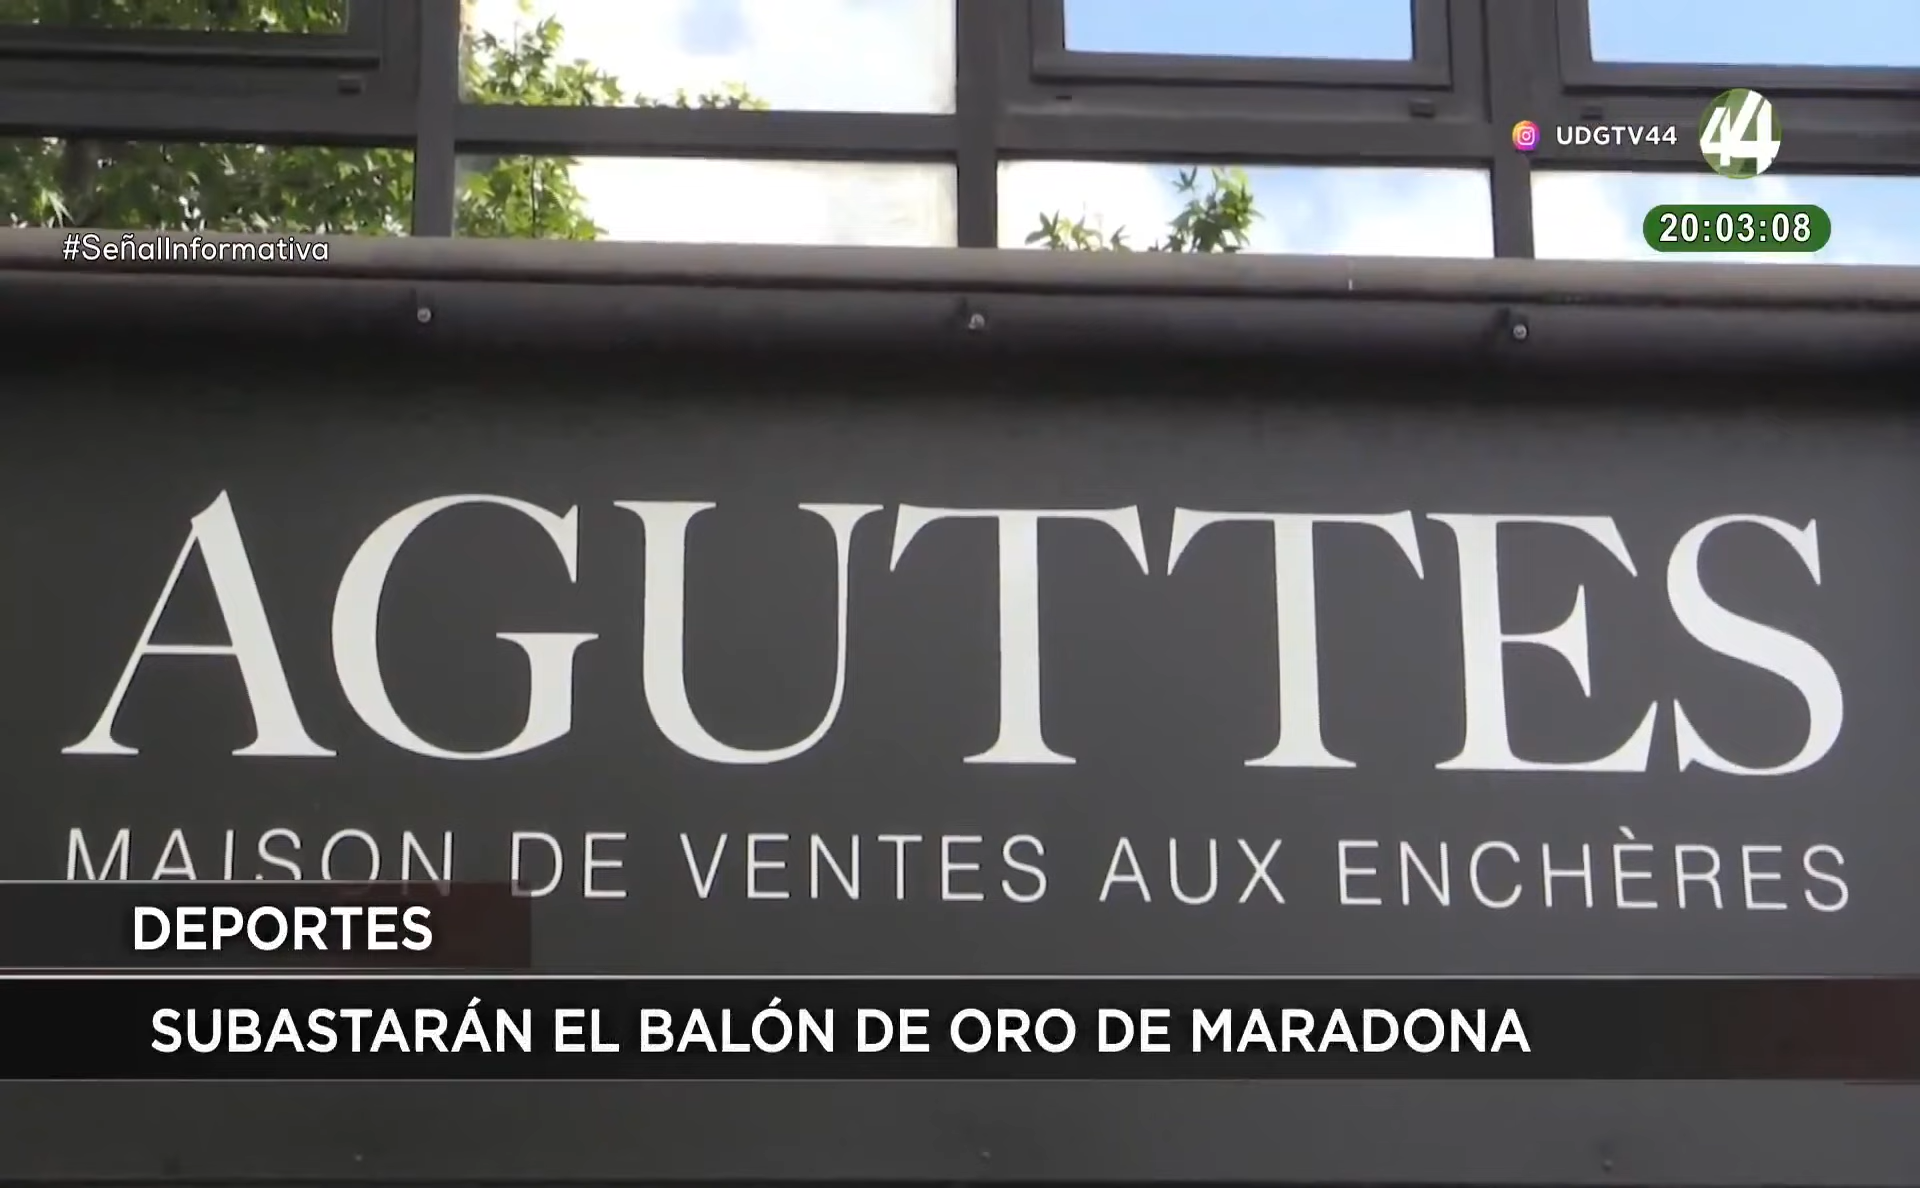 UDGTV44
44
20:03:08
#SeñalInformativa
AGUTTES
MAISON DE VENTES AUX ENCHÈRES
DEPORTES
SUBASTARÁN EL BALÓN DE ORO DE MARADONA